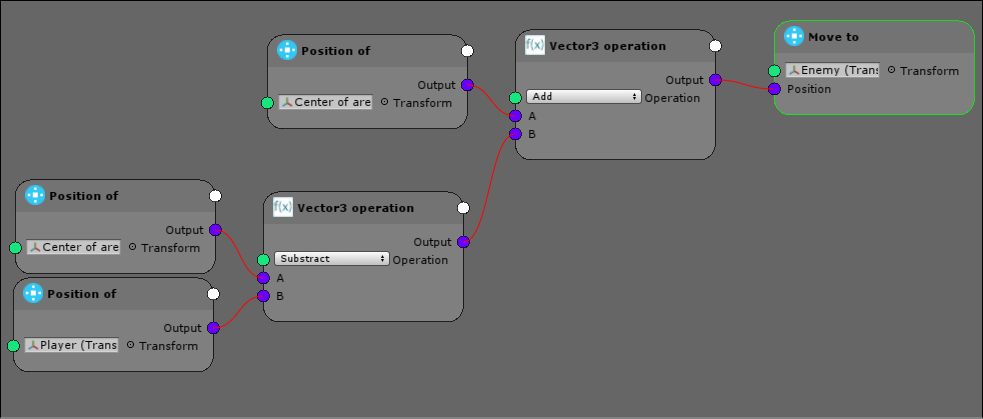 Position of
Output
Center of are
Transform
f(x) Vector3 operation
Output
Add
Operation
A
B
Move to
Enemy (Trans
Transform
Position
Position of
Output
Center of are
Transform
Position of
Output
Player (Trans
Transform
f(x) Vector3 operation
Output
Substract
Operation
A
B